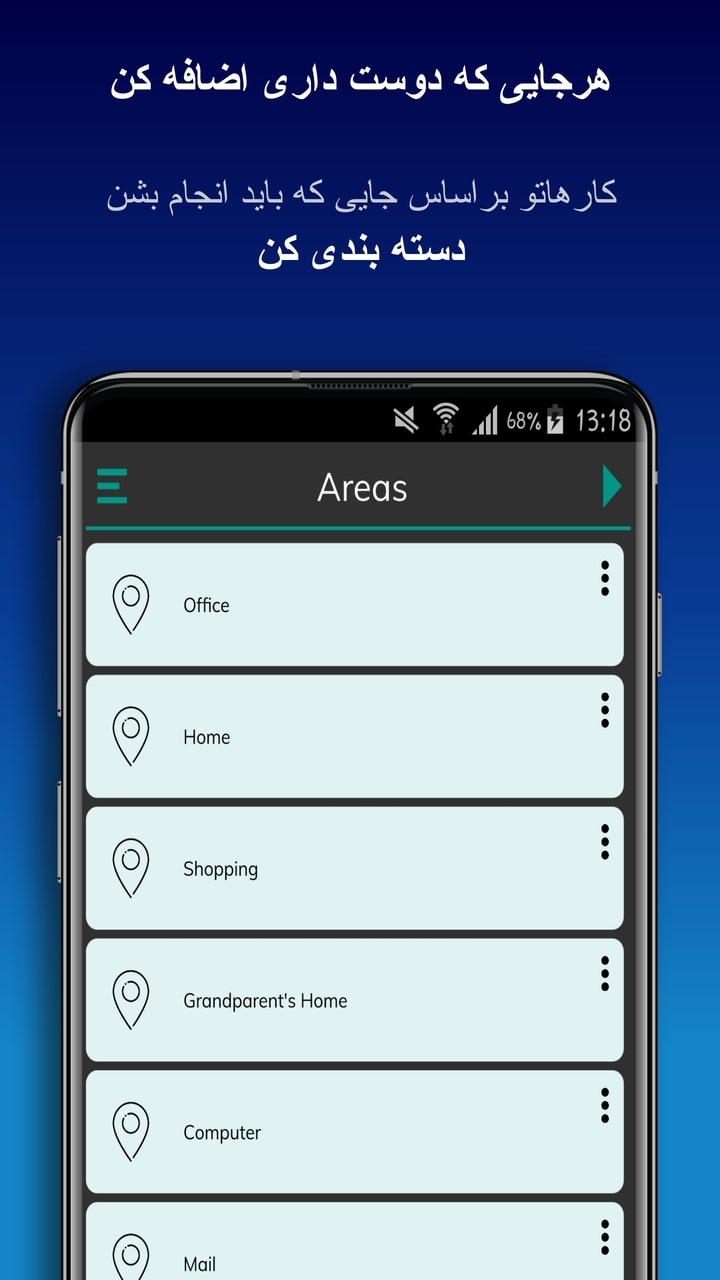 هرجایی که دوست داری اضافه کن
کارهاتو براساس جایی که باید انجام بشن
دسته بندی کن
68% 13:18
Areas
Office
Home
Shopping
Grandparent's Home
Computer
Mail